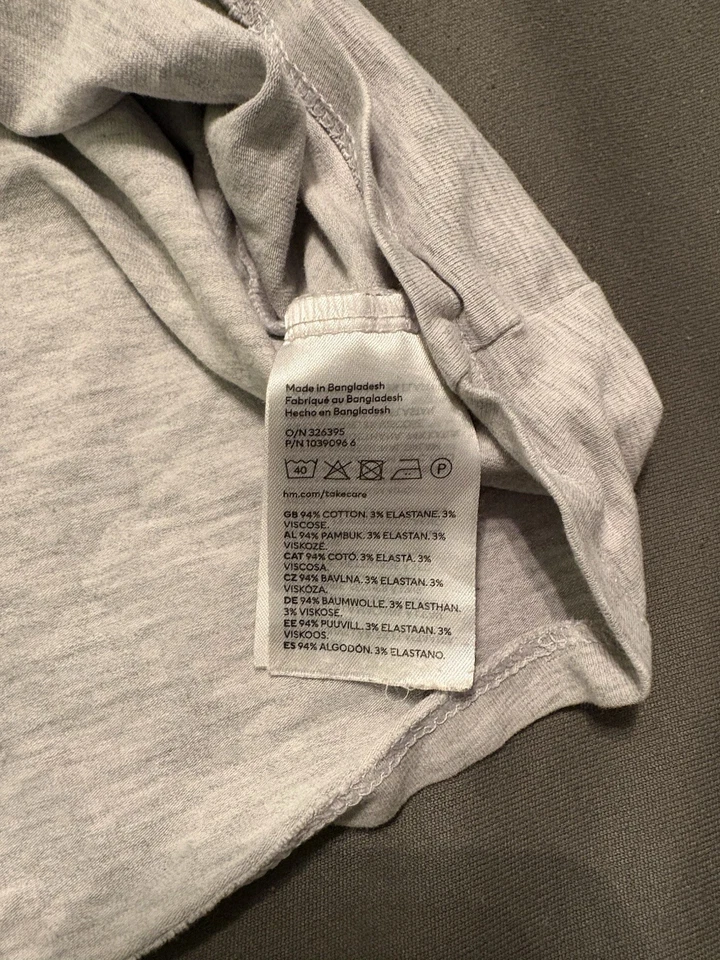 Made in Bangladesh
Fabriqué au Bangladesh
Hecho en Bangladesh
O/N 326395
P/N 1039096 6
40
P
hm.com/takecare
GB 94% COTTON. 3% ELASTANE. 3%
VISCOSE.
AL 94% PAMBUK. 3% ELASTAN. 3%
VISKOZË.
CAT 94% COTÓ. 3% ELASTÀ. 3%
VISCOSA.
CZ 94% BAVLNA. 3% ELASTAN. 3%
VISKÓZA.
DE 94% BAUMWOLLE. 3% ELASTHAN.
3% VISKOSE.
EE 94% PUUVILL. 3% ELASTAAN. 3%
VISKOOS.
ES 94% ALGODÓN. 3% ELASTANO.